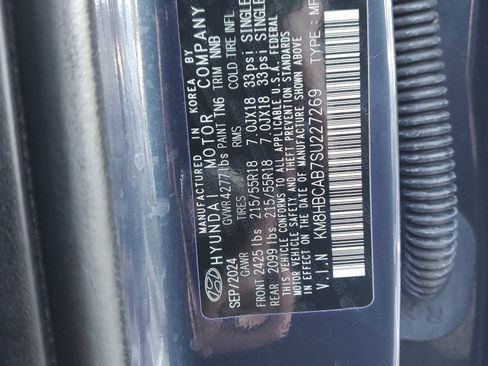 MANUFACTURED IN KOREA BY
HYUNDAI MOTOR COMPANY
SEP/2024 GVWR 4277 lbs PAINT TN6 TRIM NNB
GAWR TIRES RIMS COLD TIRE INFL
FRONT 2425 lbs 215/55R18 7.0JX18 33psi SINGLE
REAR 2099 lbs 215/55R18 7.0JX18 33psi SINGLE
THIS VEHICLE CONFORMS TO ALL APPLICABLE U.S.A. FEDERAL
MOTOR VEHICLE SAFETY, BUMPER AND THEFT PREVENTION STANDARDS
IN EFFECT ON THE DATE OF MANUFACTURE SHOWN ABOVE
V.I.N KM8HBCAB7SU227269 TYPE: